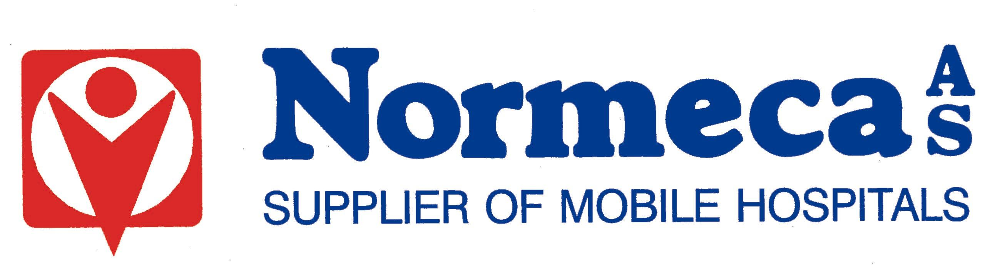 Normeca AS
SUPPLIER OF MOBILE HOSPITALS